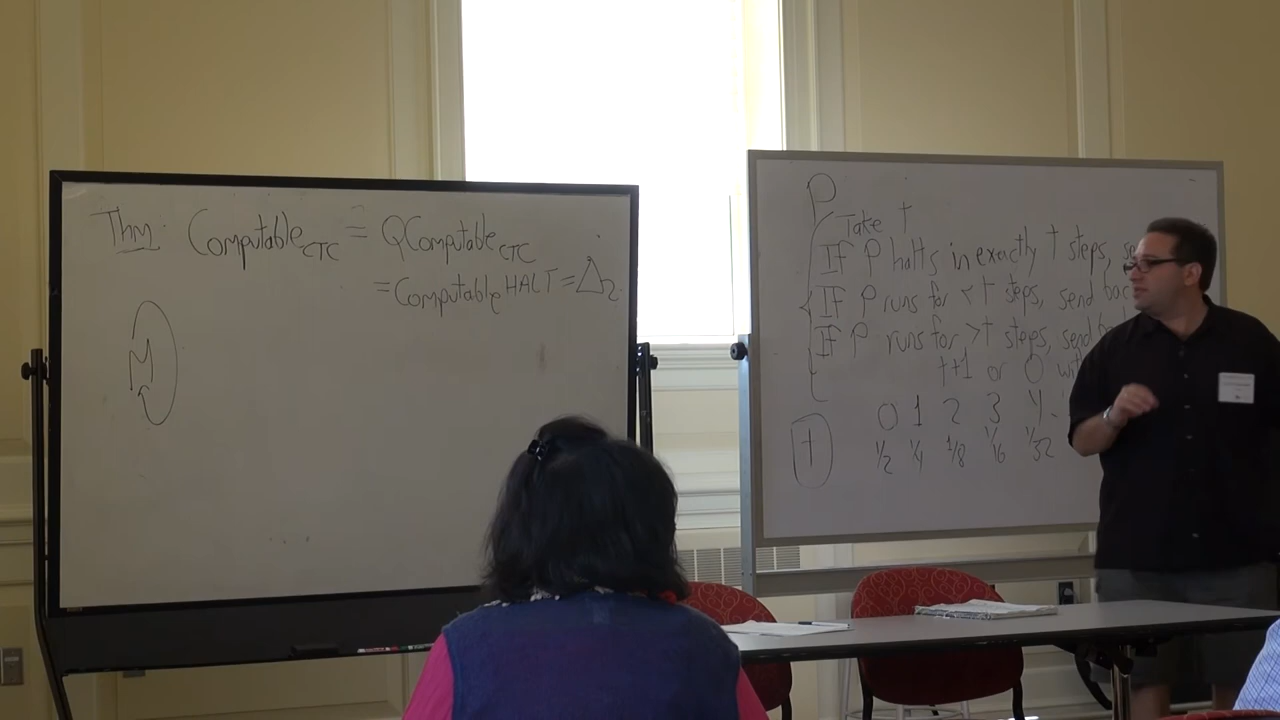 Thm: Computable_CTC = QComputable_CTC
= Computable^HALT = Δ₂
M
P
Take t
If P halts in exactly t steps, se
If P runs for < t steps, send bac
If P runs for > t steps, send
t+1 or 0 wit
t
0 1 2 3 4
1/2 1/4 1/8 1/16 1/32